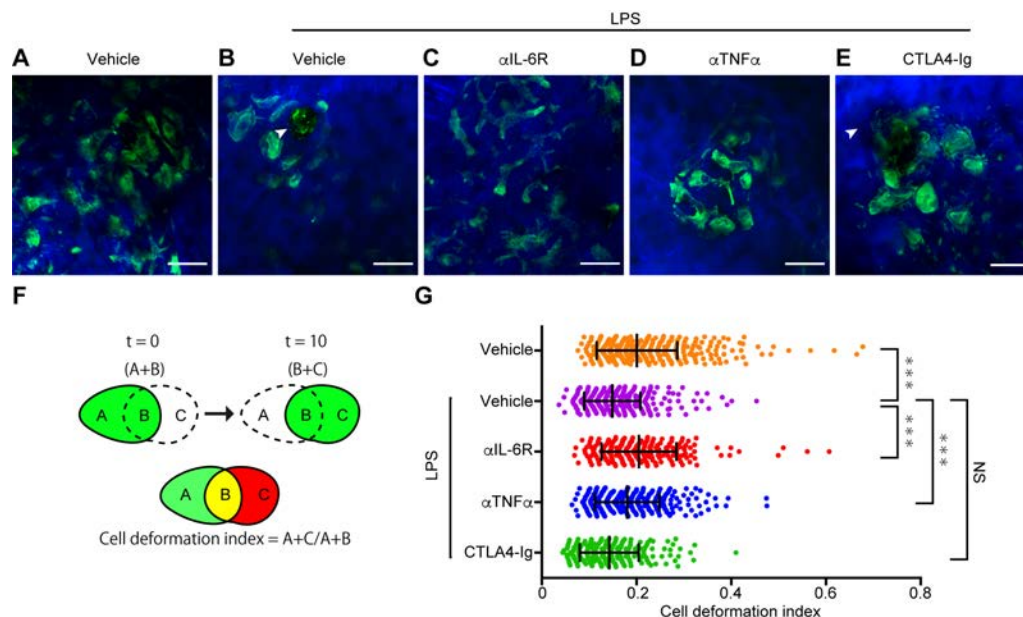 LPS
A Vehicle B Vehicle C αIL-6R D αTNFα E CTLA4-Ig
F
t = 0 t = 10
(A+B) (B+C)
A B C A B C
A B C
Cell deformation index = A+C/A+B
G
Vehicle
Vehicle
αIL-6R
αTNFα
CTLA4-Ig
LPS
***
***
***
NS
0 0.2 0.4 0.6 0.8
Cell deformation index